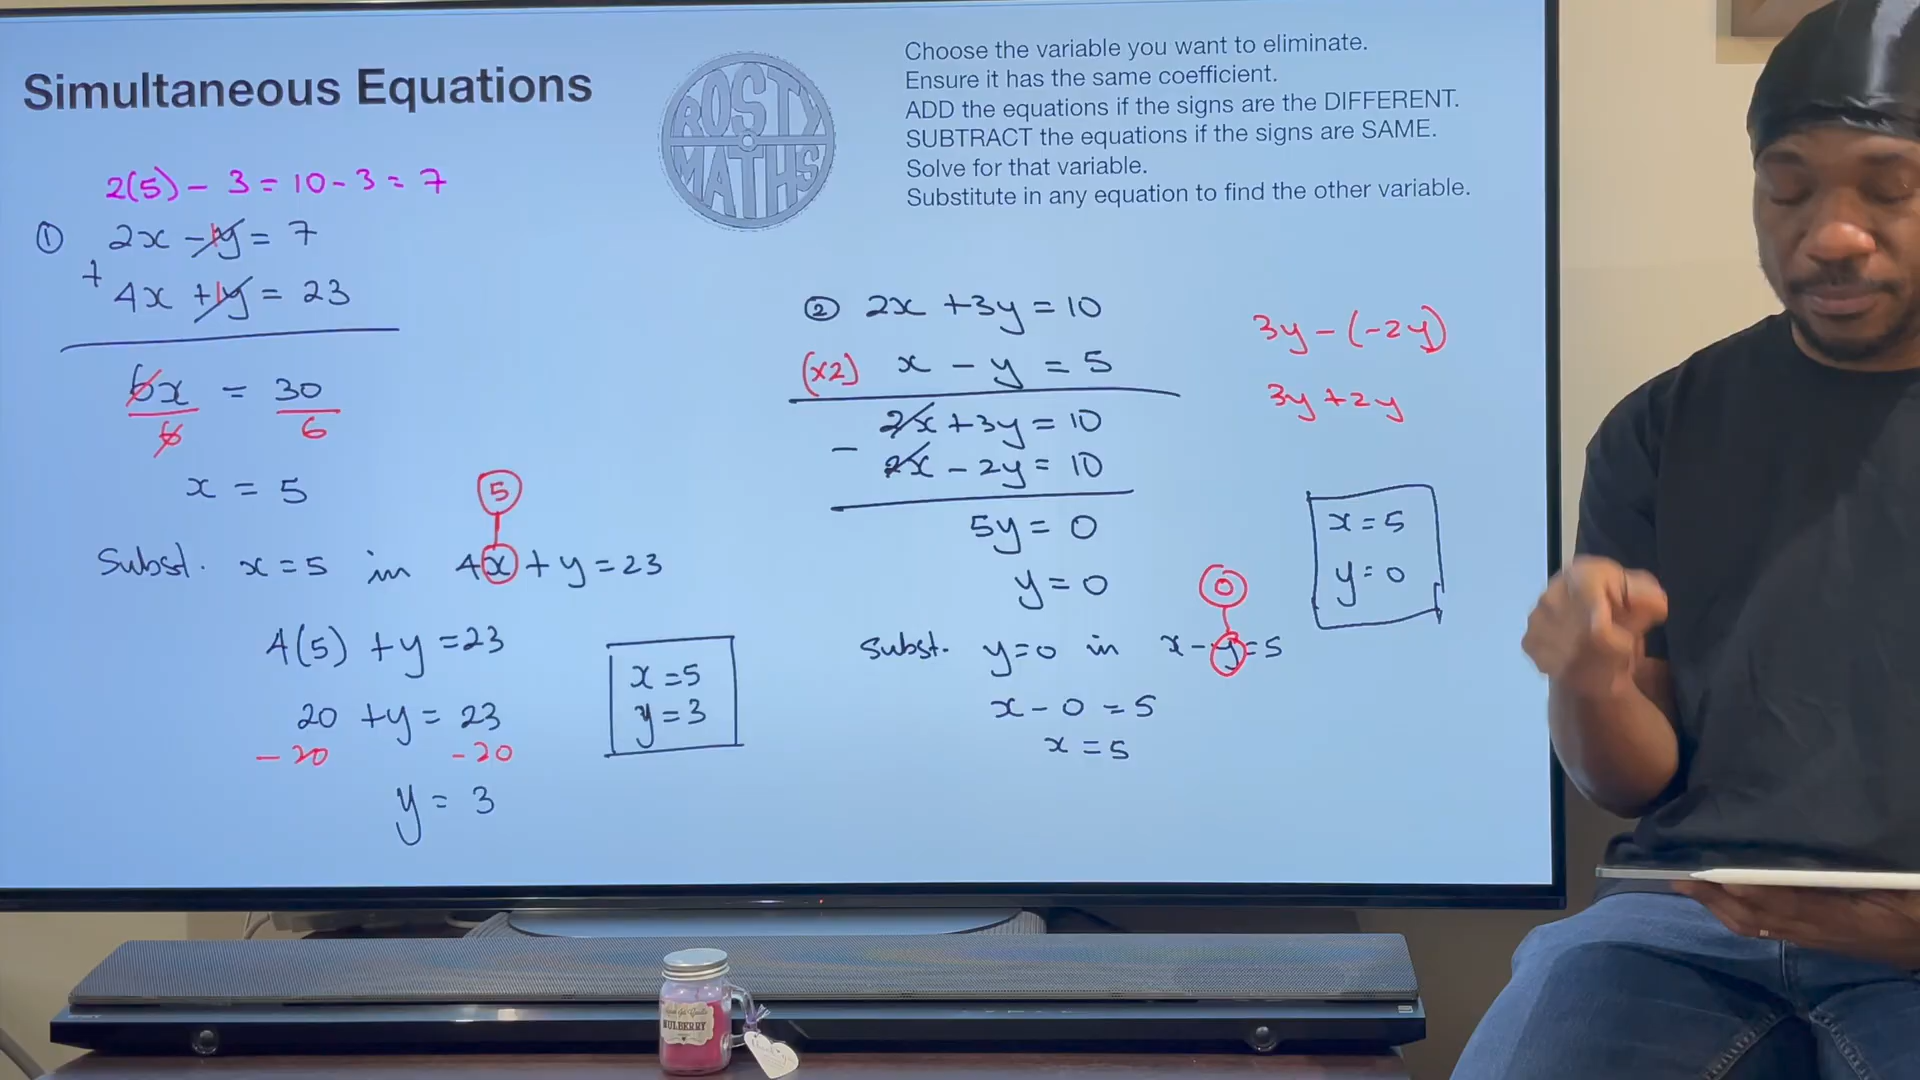 Simultaneous Equations
ROSTY
MATHS
Choose the variable you want to eliminate.
Ensure it has the same coefficient.
ADD the equations if the signs are the DIFFERENT.
SUBTRACT the equations if the signs are SAME.
Solve for that variable.
Substitute in any equation to find the other variable.
2(5) - 3 = 10 - 3 = 7
① 2x - 1y = 7
+ 4x + 1y = 23
6x = 30
6 6
x = 5
5
Subst. x = 5 in 4x + y = 23
4(5) + y = 23
20 + y = 23
- 20 - 20
y = 3
x = 5
y = 3
② 2x + 3y = 10
(x2) x - y = 5
2x + 3y = 10
- 2x - 2y = 10
5y = 0
y = 0
0
Subst. y = 0 in x - y = 5
x - 0 = 5
x = 5
3y - (-2y)
3y + 2y
x = 5
y = 0
MULBERRY